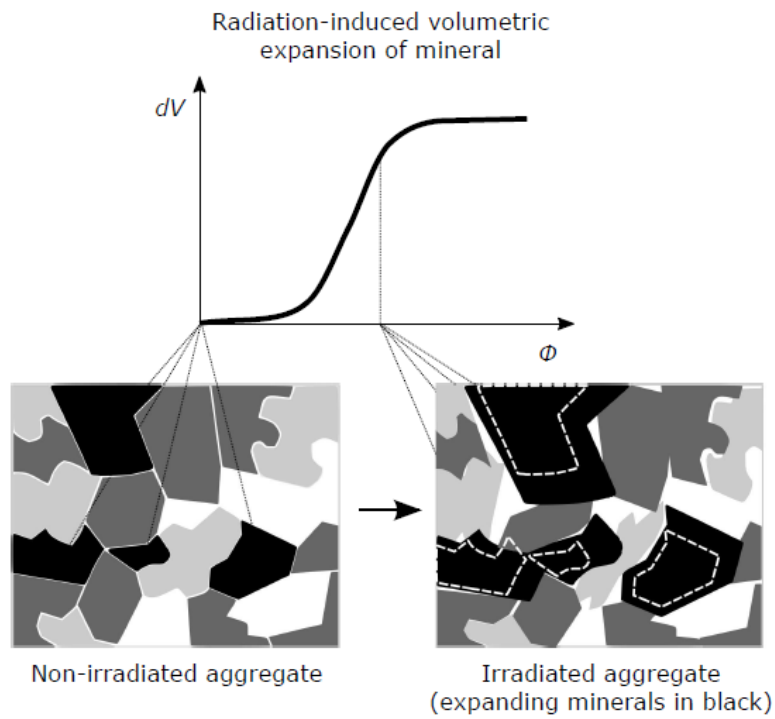 Radiation-induced volumetric
expansion of mineral
dV
Φ
Non-irradiated aggregate
Irradiated aggregate
(expanding minerals in black)